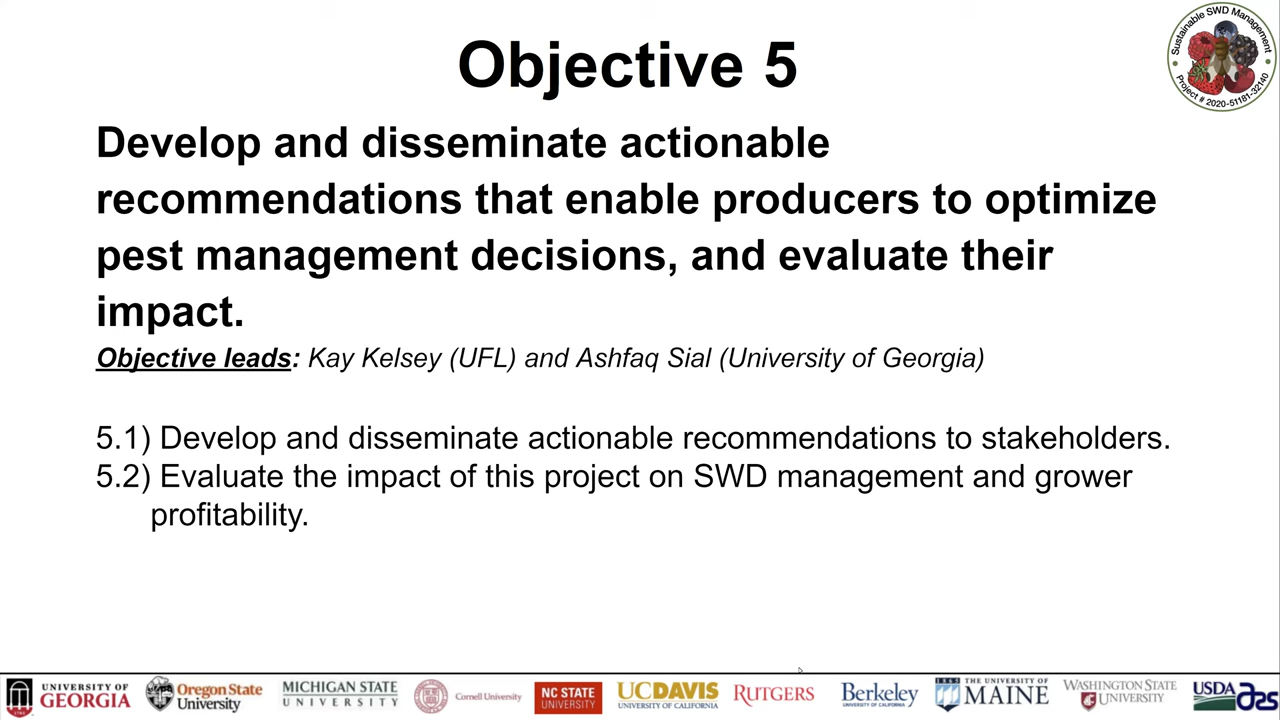 Objective 5
Sustainable SWD Management
Project # 2020-51181-32140
Develop and disseminate actionable
recommendations that enable producers to optimize
pest management decisions, and evaluate their
impact.
Objective leads: Kay Kelsey (UFL) and Ashfaq Sial (University of Georgia)
5.1) Develop and disseminate actionable recommendations to stakeholders.
5.2) Evaluate the impact of this project on SWD management and grower
profitability.
UNIVERSITY OF
GEORGIA
Oregon State
University
MICHIGAN STATE
UNIVERSITY
Cornell University
NC STATE
UNIVERSITY
UCDAVIS
UNIVERSITY OF CALIFORNIA
RUTGERS
Berkeley
UNIVERSITY OF CALIFORNIA
1865
THE UNIVERSITY OF
MAINE
WASHINGTON STATE
UNIVERSITY
USDA
ars